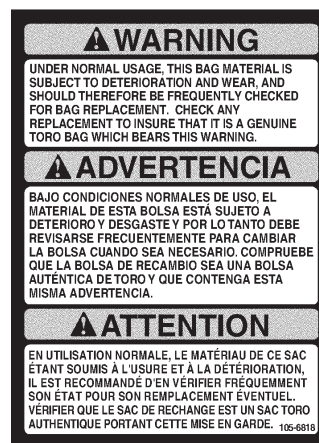 WARNING
UNDER NORMAL USAGE, THIS BAG MATERIAL IS
SUBJECT TO DETERIORATION AND WEAR, AND
SHOULD THEREFORE BE FREQUENTLY CHECKED
FOR BAG REPLACEMENT. CHECK ANY
REPLACEMENT TO INSURE THAT IT IS A GENUINE
TORO BAG WHICH BEARS THIS WARNING.
ADVERTENCIA
BAJO CONDICIONES NORMALES DE USO, EL
MATERIAL DE ESTA BOLSA ESTÁ SUJETO A
DETERIORO Y DESGASTE Y POR LO TANTO DEBE
REVISARSE FRECUENTEMENTE PARA CAMBIAR
LA BOLSA CUANDO SEA NECESARIO. COMPRUEBE
QUE LA BOLSA DE RECAMBIO SEA UNA BOLSA
AUTÉNTICA DE TORO Y QUE CONTENGA ESTA
MISMA ADVERTENCIA.
ATTENTION
EN UTILISATION NORMALE, LE MATÉRIAU DE CE SAC
ÉTANT SOUMIS À L'USURE ET À LA DÉTÉRIORATION,
IL EST RECOMMANDÉ D'EN VÉRIFIER FRÉQUEMMENT
SON ÉTAT POUR SON REMPLACEMENT ÉVENTUEL.
VÉRIFIER QUE LE SAC DE RECHANGE EST UN SAC TORO
AUTHENTIQUE PORTANT CETTE MISE EN GARDE. 105-6818